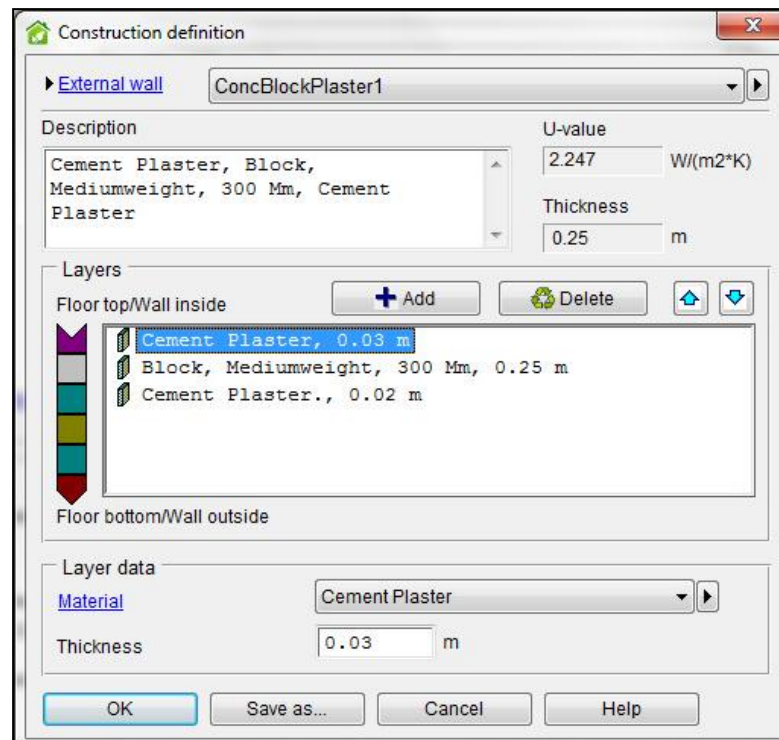 Construction definition
External wall
ConcBlockPlaster1
Description
U-value
Cement Plaster, Block,
Mediumweight, 300 Mm, Cement
Plaster
2.247 W/(m2*K)
Thickness
0.25 m
Layers
Floor top/Wall inside
Add
Delete
Cement Plaster, 0.03 m
Block, Mediumweight, 300 Mm, 0.25 m
Cement Plaster., 0.02 m
Floor bottom/Wall outside
Layer data
Material
Cement Plaster
Thickness
0.03 m
OK
Save as...
Cancel
Help